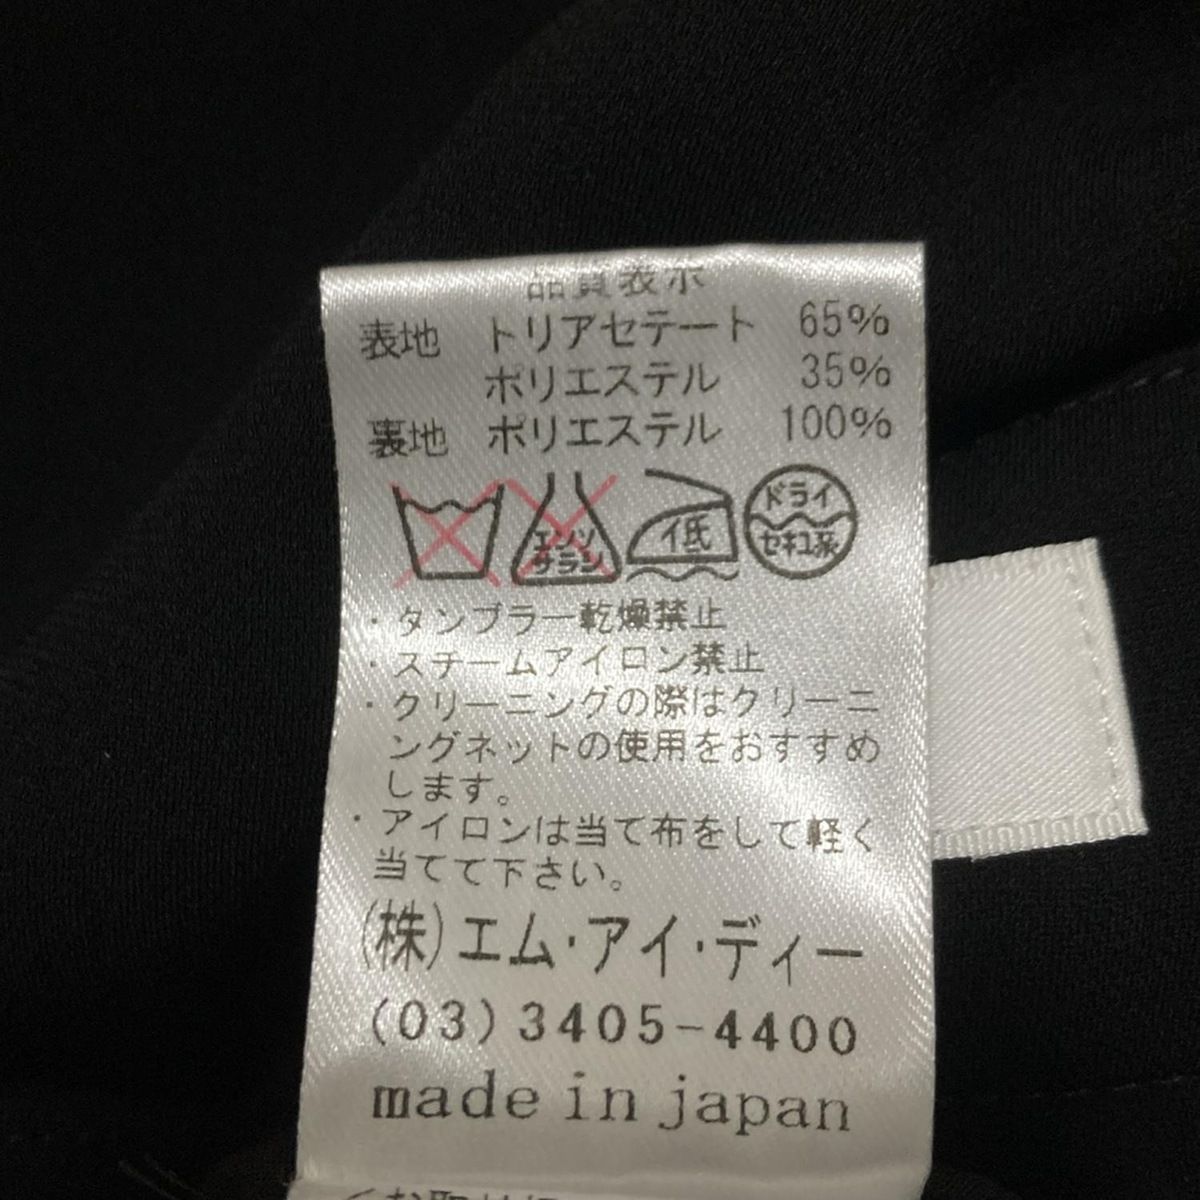 品質表示
表地 トリアセテート 65%
ポリエステル 35%
裏地 ポリエステル 100%
エンソ
サラシ
イ低
ドライ
セキユ系
・タンブラー乾燥禁止
・スチームアイロン禁止
・クリーニングの際はクリーニ
ングネットの使用をおすすめ
します。
・アイロンは当て布をして軽く
当てて下さい。
(株)エム・アイ・ディー
(03)3405-4400
made in japan